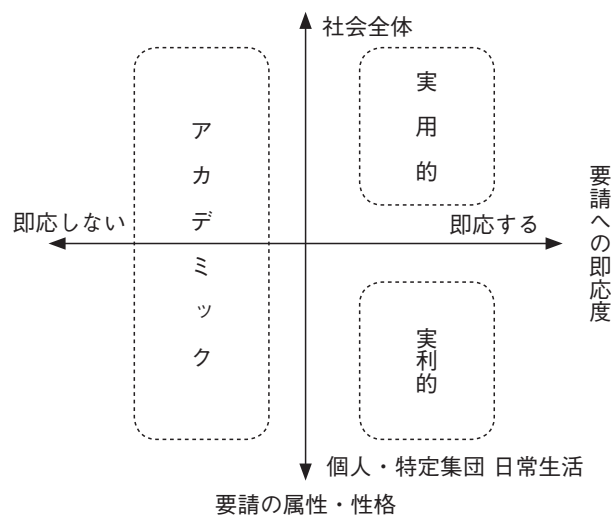 社会全体
実用的
アカデミック
要請への即応度
即応しない
即応する
実利的
個人・特定集団 日常生活
要請の属性・性格